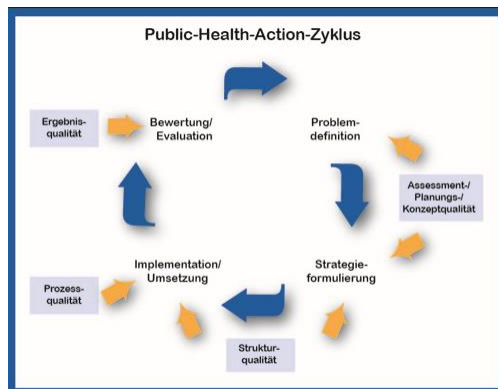 Public-Health-Action-Zyklus
Ergebnis-
qualität
Bewertung/
Evaluation
Problem-
definition
Assessment-/
Planungs-/
Konzeptqualität
Implementation/
Umsetzung
Strategie-
formulierung
Prozess-
qualität
Struktur-
qualität